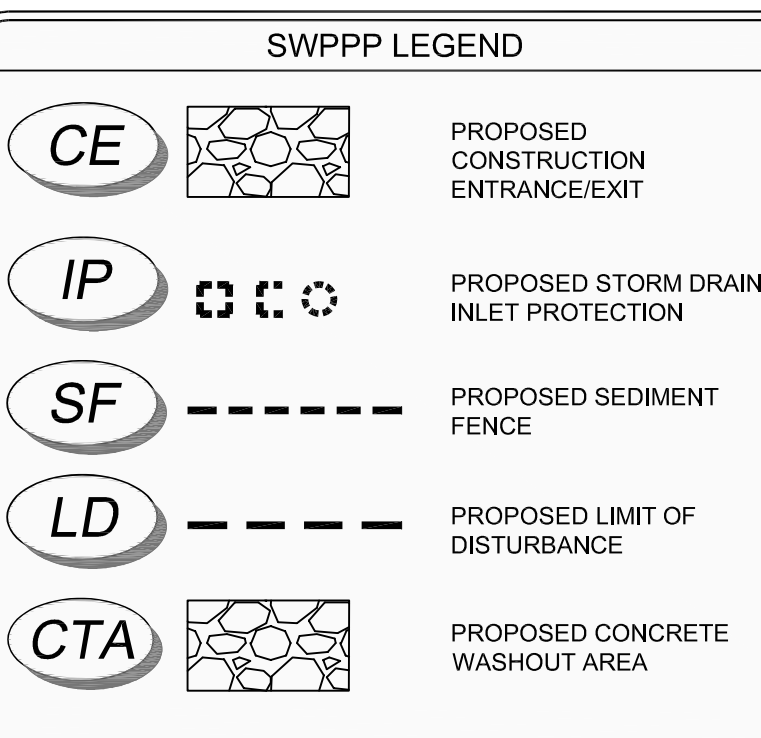 SWPPP LEGEND
CE
PROPOSED
CONSTRUCTION
ENTRANCE/EXIT
IP
PROPOSED STORM DRAIN
INLET PROTECTION
SF
PROPOSED SEDIMENT
FENCE
LD
PROPOSED LIMIT OF
DISTURBANCE
CTA
PROPOSED CONCRETE
WASHOUT AREA